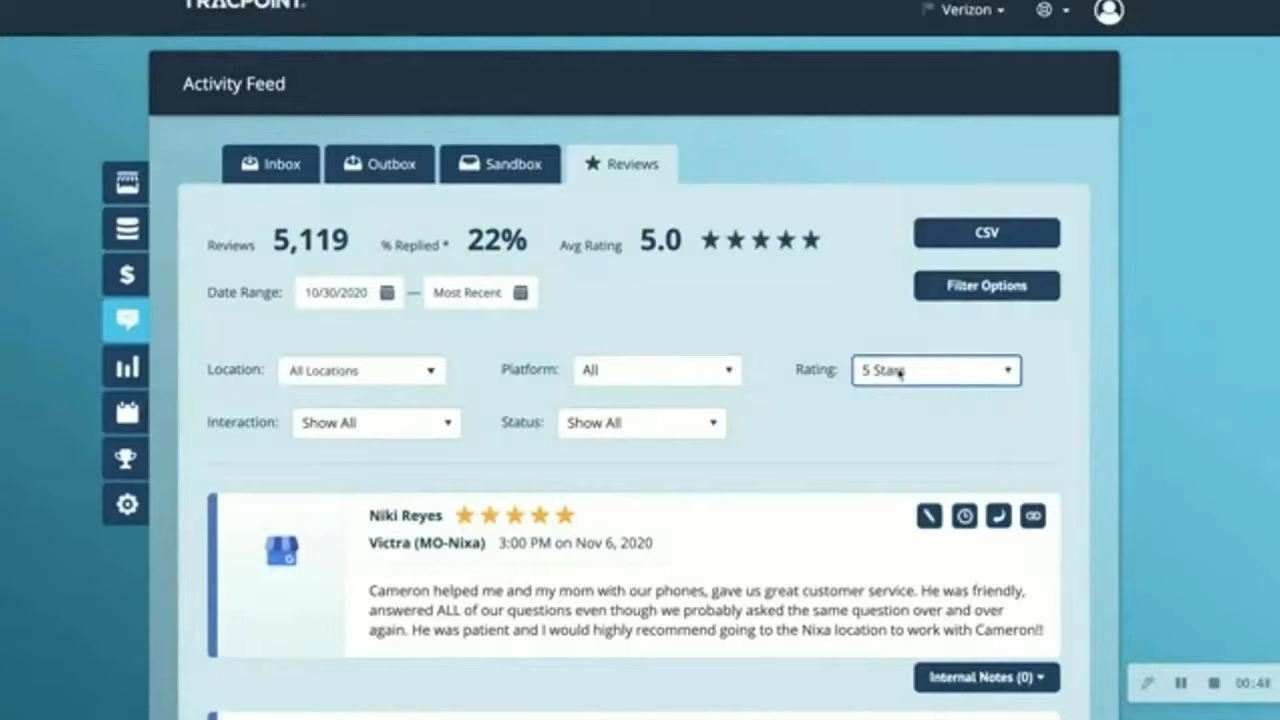 TRACPOINT
Verizon
Activity Feed
Inbox
Outbox
Sandbox
Reviews
Reviews 5,119 % Replied * 22% Avg Rating 5.0
CSV
Date Range: 10/30/2020 — Most Recent
Filter Options
Location: All Locations Platform: All Rating: 5 Stars
Interaction: Show All Status: Show All
Niki Reyes
Victra (MO-Nixa) 3:00 PM on Nov 6, 2020
Cameron helped me and my mom with our phones, gave us great customer service. He was friendly,
answered ALL of our questions even though we probably asked the same question over and over
again. He was patient and I would highly recommend going to the Nixa location to work with Cameron!!
Internal Notes (0)